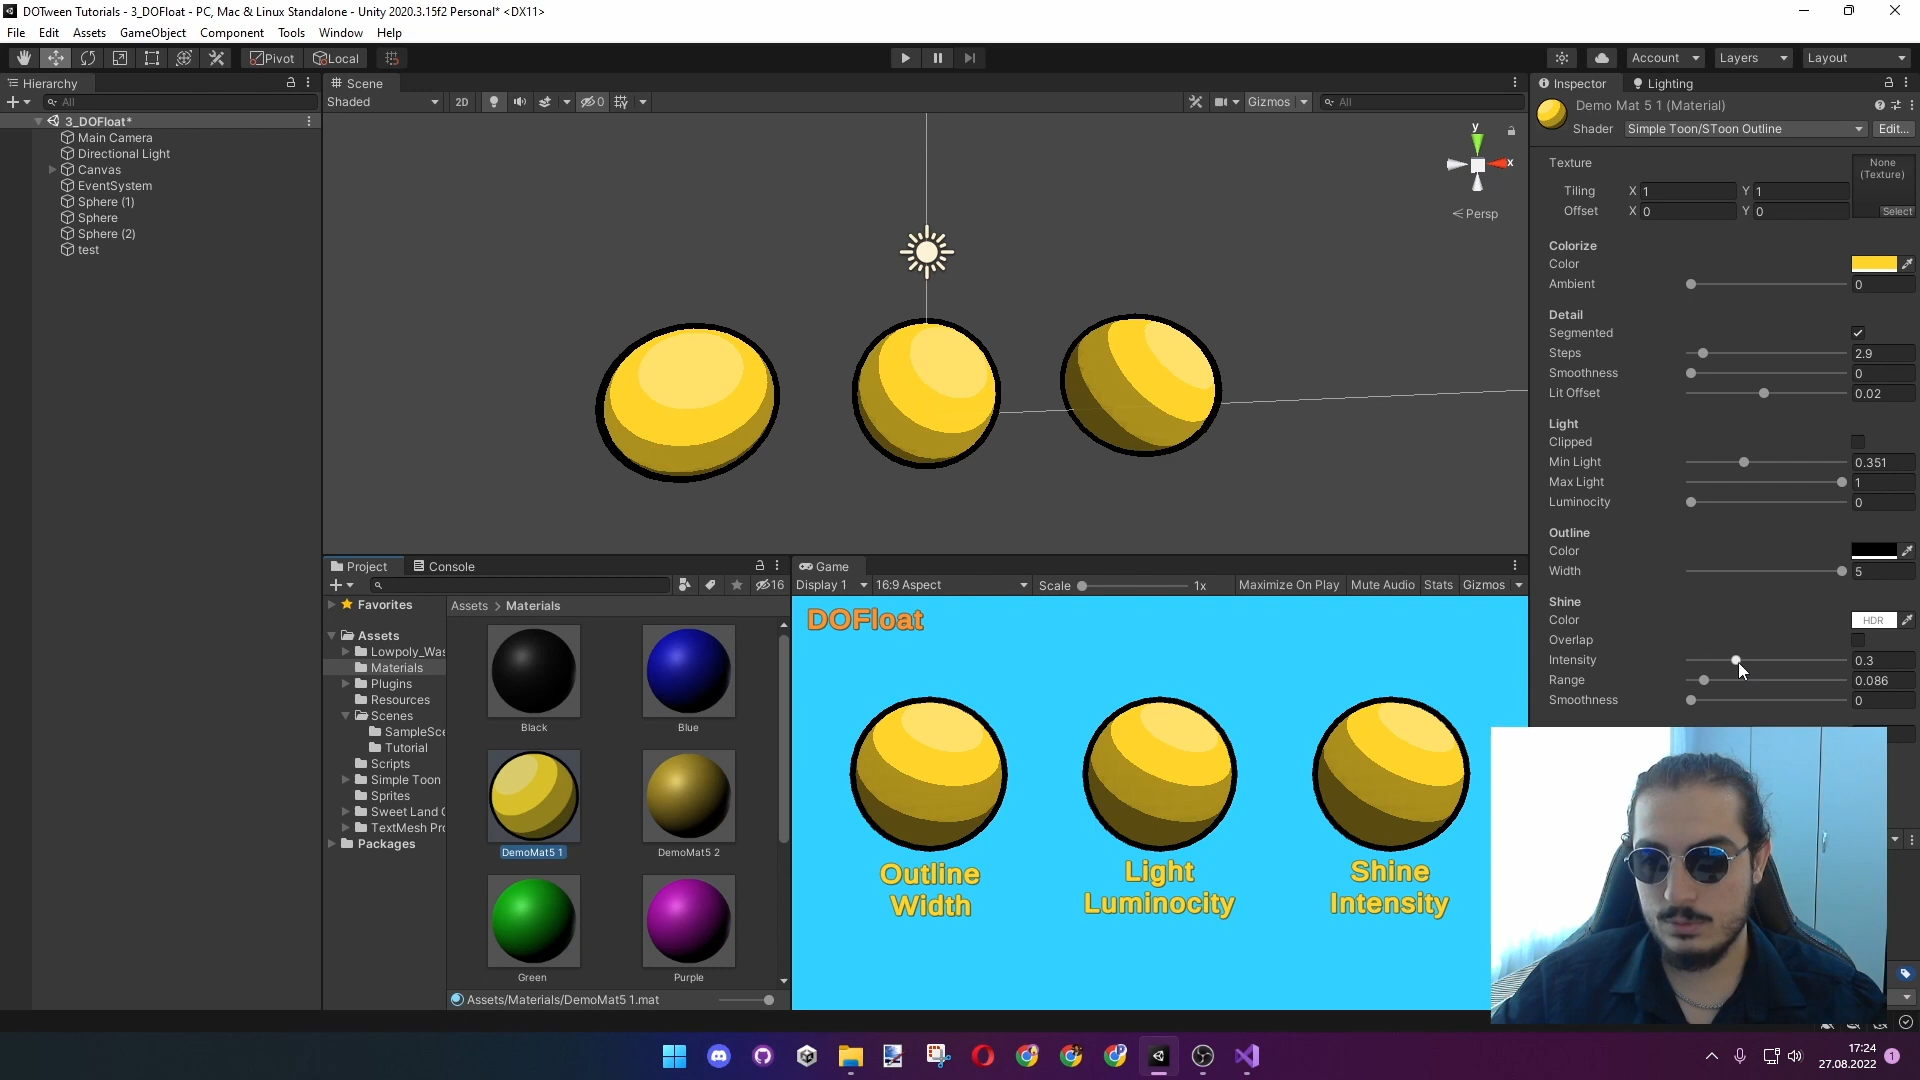 DOTween Tutorials - 3_DOFloat - PC, Mac & Linux Standalone - Unity 2020.3.15f2 Personal* <DX11>
File Edit Assets GameObject Component Tools Window Help
Pivot Local
Account Layers Layout
Hierarchy
All
3_DOFloat*
Main Camera
Directional Light
Canvas
EventSystem
Sphere (1)
Sphere
Sphere (2)
test
Scene
Shaded 2D 0 Gizmos All
y
x
< Persp
Inspector Lighting
Demo Mat 5 1 (Material)
Shader Simple Toon/SToon Outline Edit...
Texture
None
(Texture)
Tiling X 1 Y 1
Offset X 0 Y 0
Select
Colorize
Color
Ambient 0
Detail
Segmented
Steps 2.9
Smoothness 0
Lit Offset 0.02
Light
Clipped
Min Light 0.351
Max Light 1
Luminocity 0
Outline
Color
Width 5
Shine
Color HDR
Overlap
Intensity 0.3
Range 0.086
Smoothness 0
Project Console
16
Favorites
Assets
Lowpoly_Was
Materials
Plugins
Resources
Scenes
SampleSce
Tutorial
Scripts
Simple Toon
Sprites
Sweet Land
TextMesh Pro
Packages
Assets > Materials
Black
Blue
DemoMat5 1
DemoMat5 2
Green
Purple
Assets/Materials/DemoMat5 1.mat
Game
Display 1 16:9 Aspect Scale 1x Maximize On Play Mute Audio Stats Gizmos
DOFloat
Outline
Width
Light
Luminocity
Shine
Intensity
17:24
27.08.2022
1